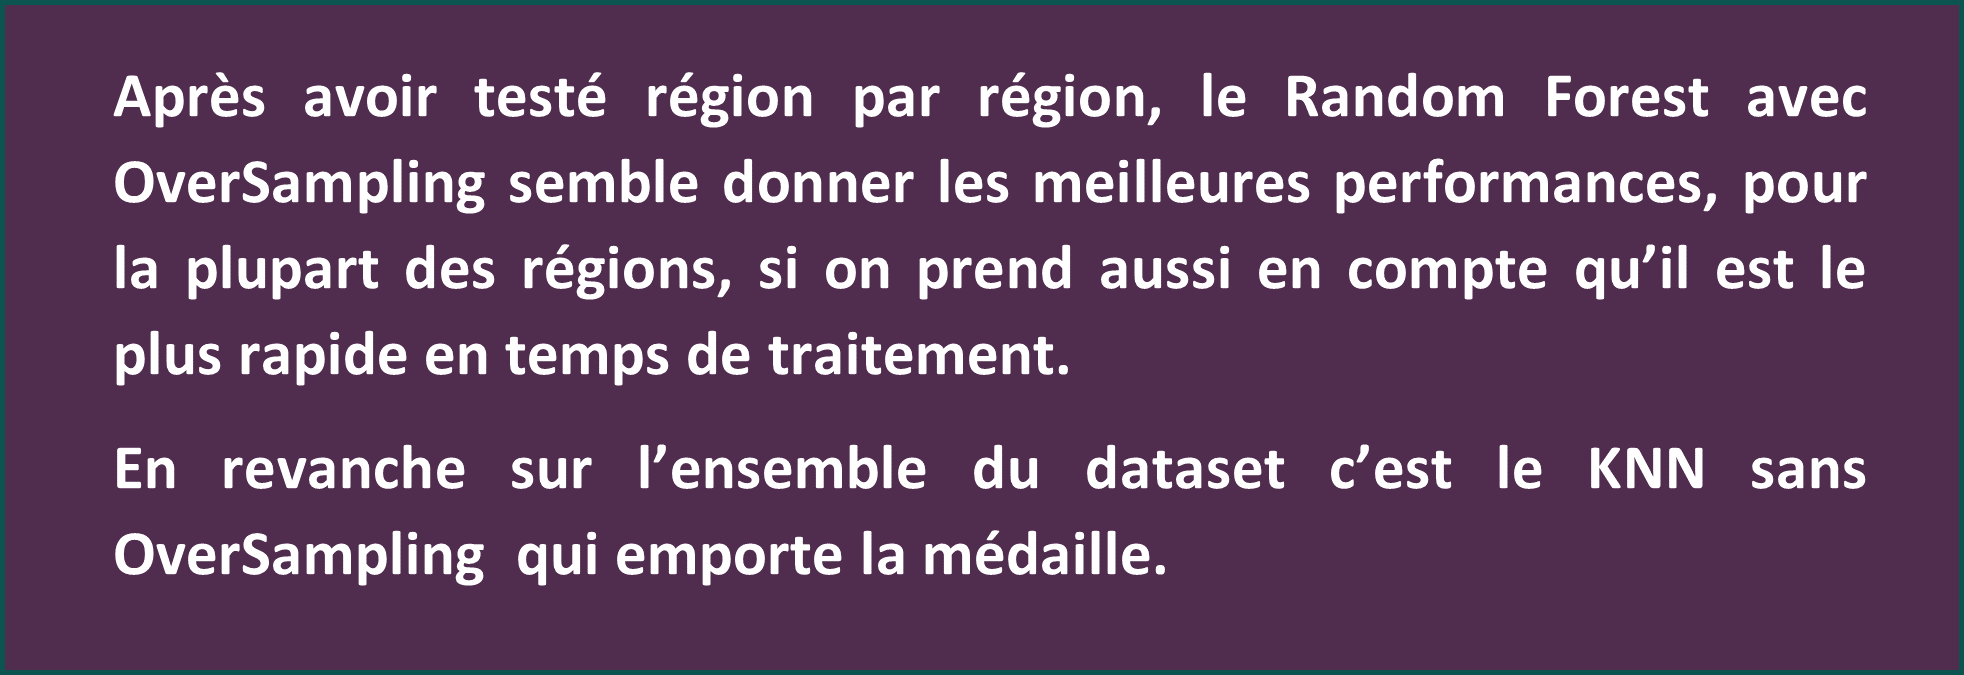 Après avoir testé région par région, le Random Forest avec
OverSampling semble donner les meilleures performances, pour
la plupart des régions, si on prend aussi en compte qu’il est le
plus rapide en temps de traitement.
En revanche sur l’ensemble du dataset c’est le KNN sans
OverSampling  qui emporte la médaille.